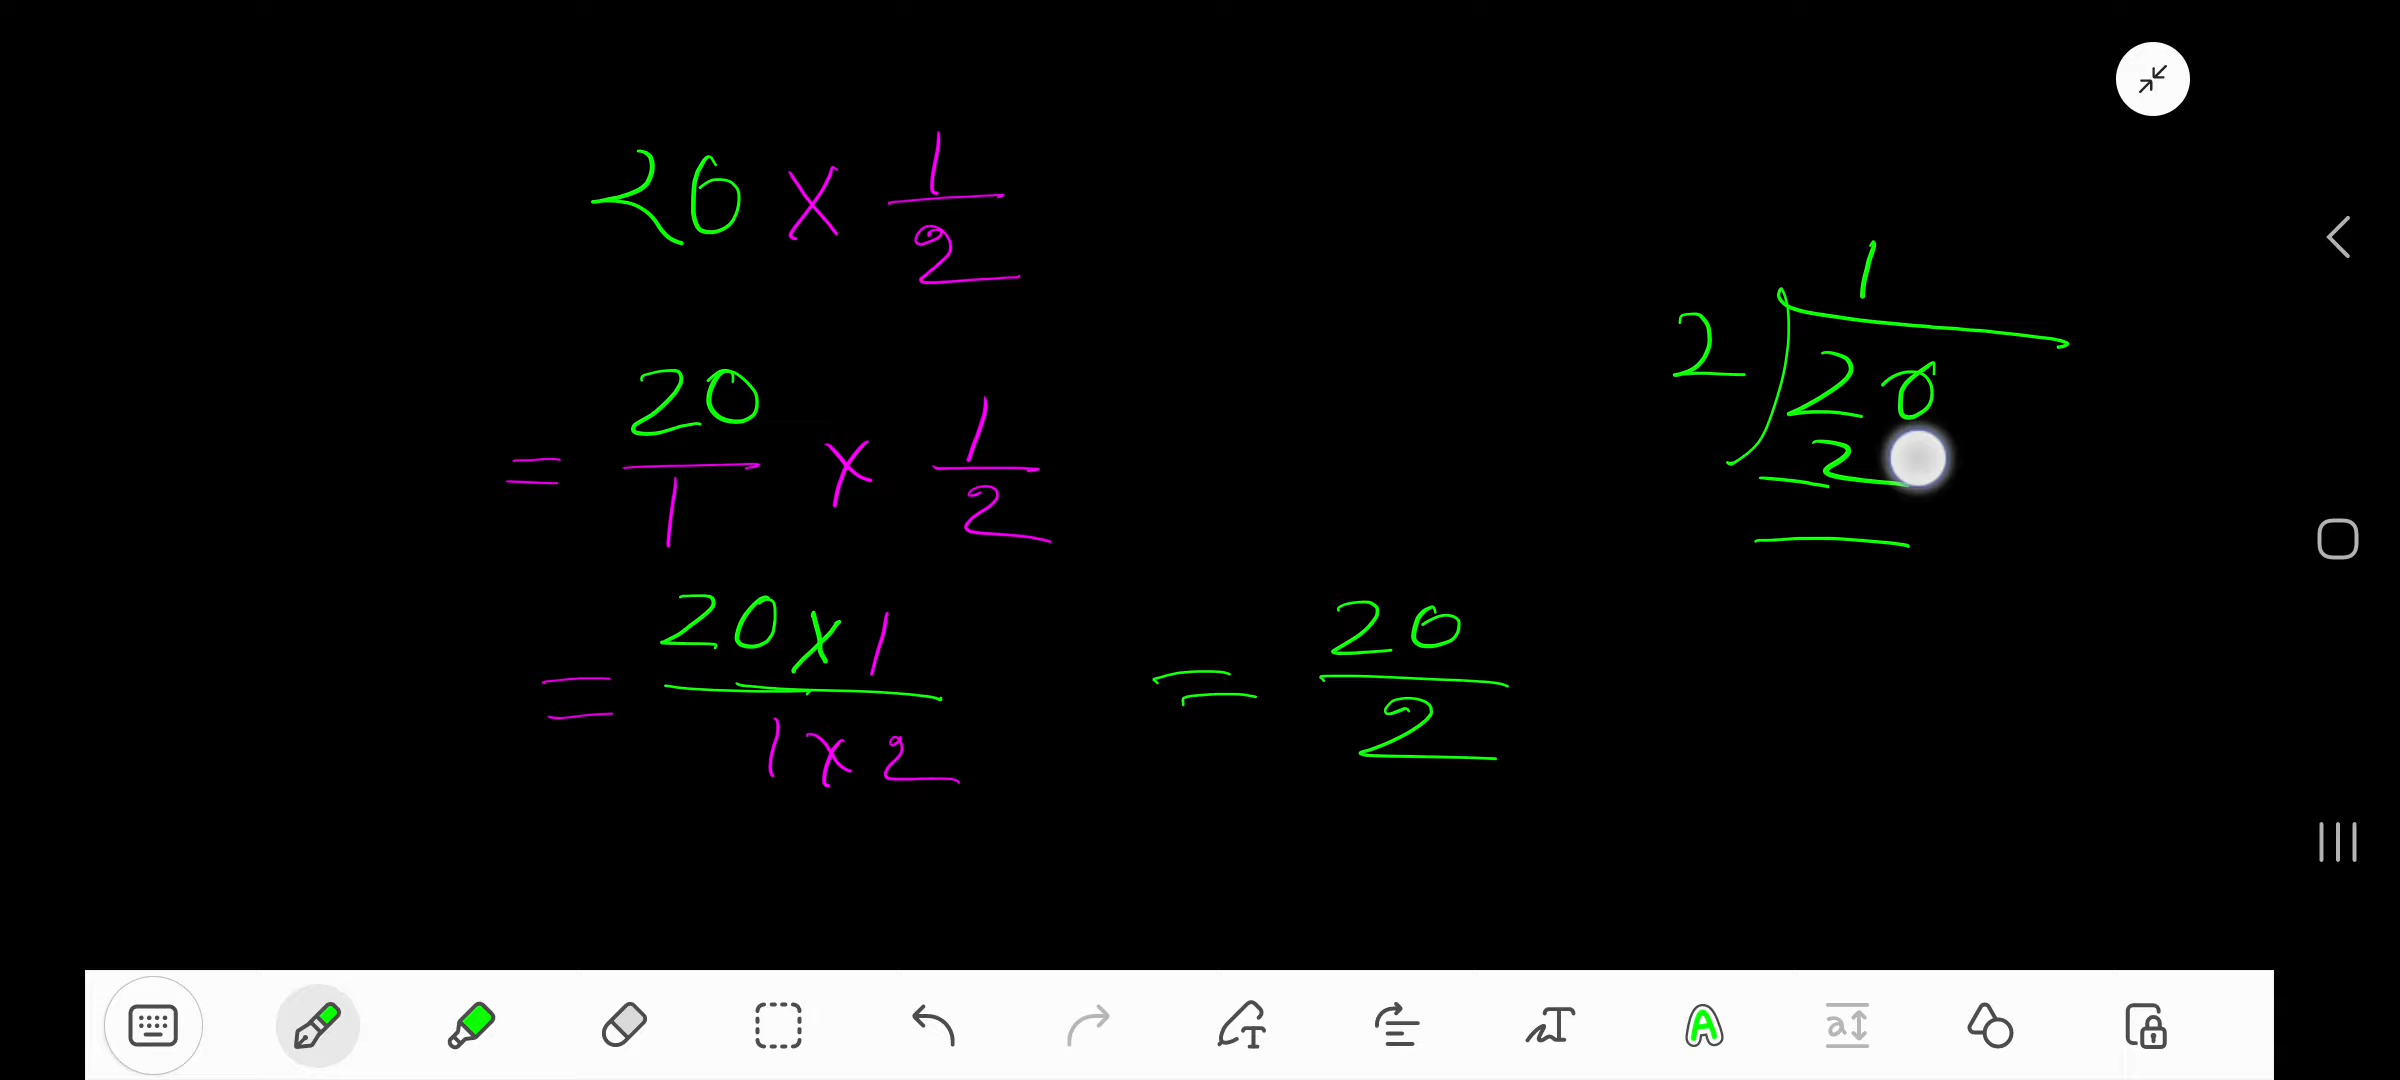 20 × 1/2
= 20/1 × 1/2
= 20×1/1×2 = 20/2
1
2 20
2